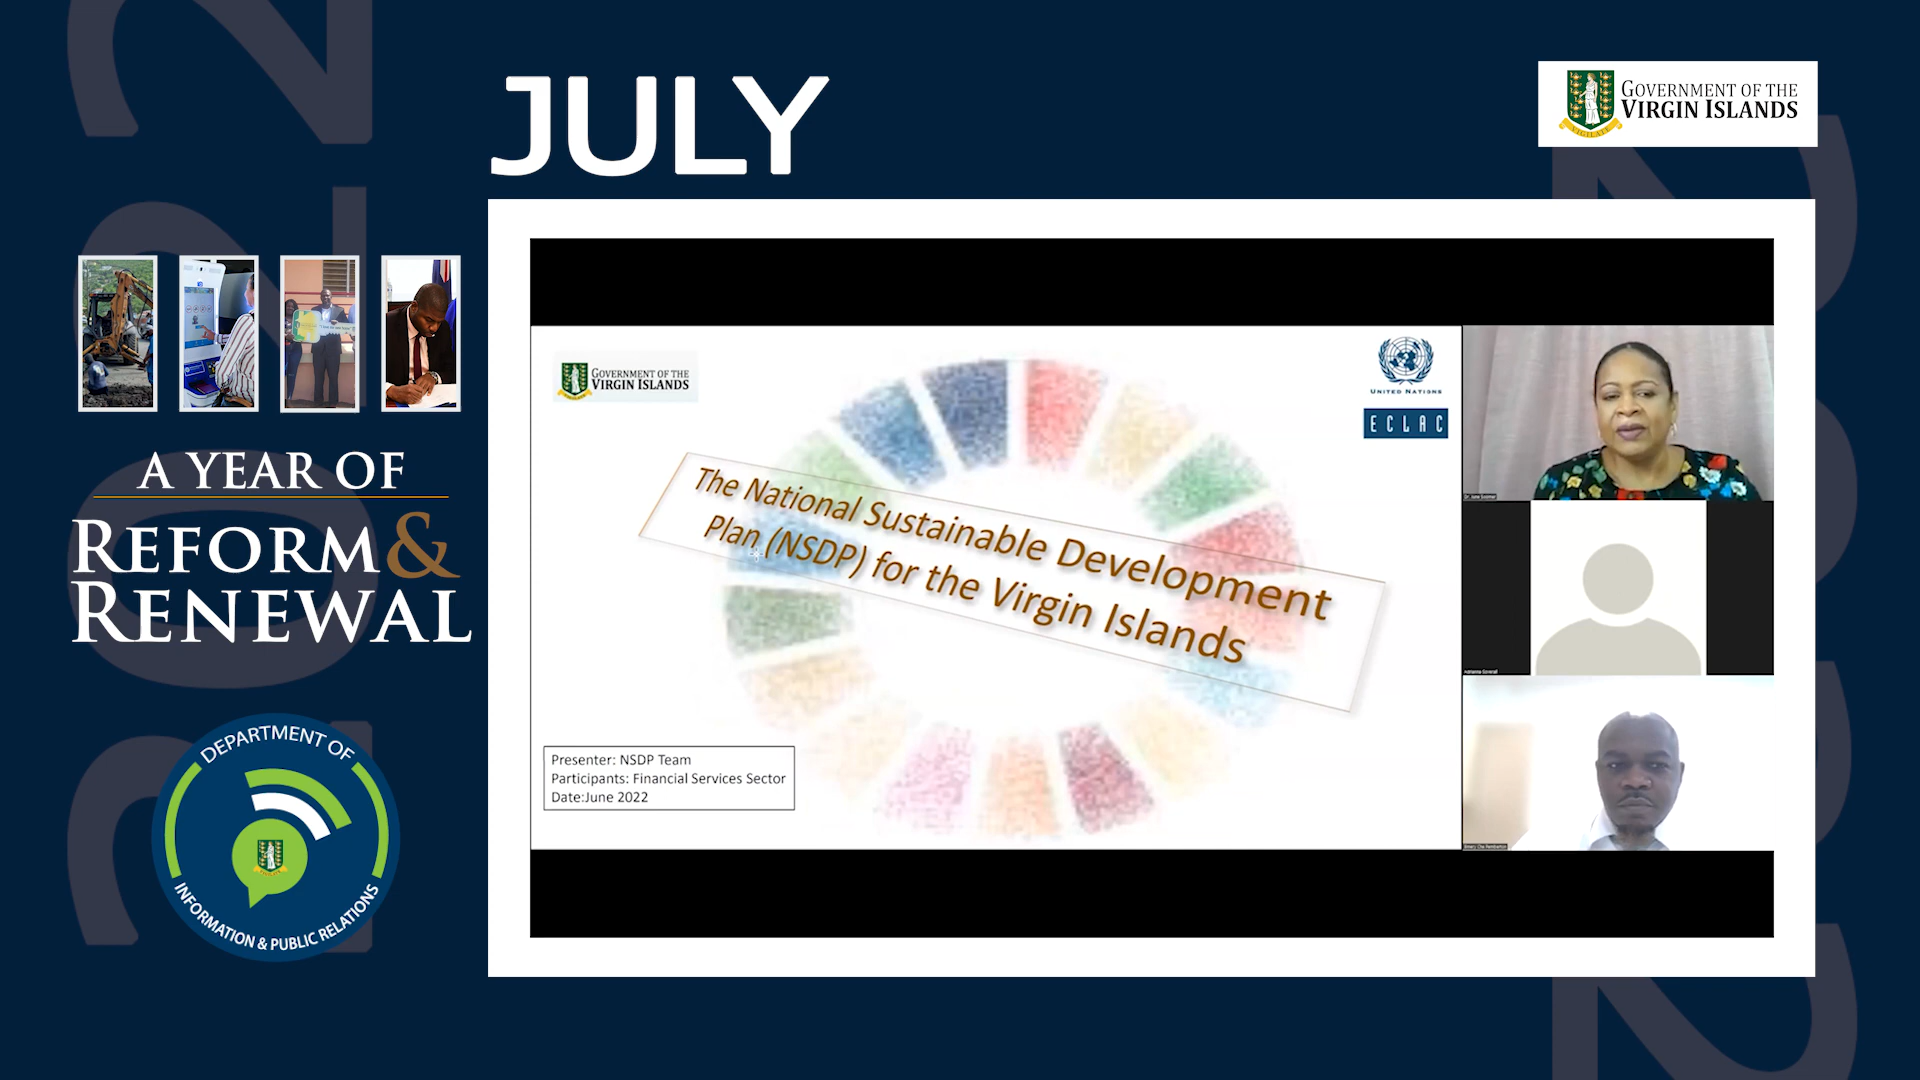 JULY
GOVERNMENT OF THE
VIRGIN ISLANDS
VIGILATE
A YEAR OF
REFORM &
RENEWAL
DEPARTMENT OF
INFORMATION & PUBLIC RELATIONS
GOVERNMENT OF THE
VIRGIN ISLANDS
UNITED NATIONS
ECLAC
The National Sustainable Development
Plan (NSDP) for the Virgin Islands
Presenter: NSDP Team
Participants: Financial Services Sector
Date:June 2022
2022